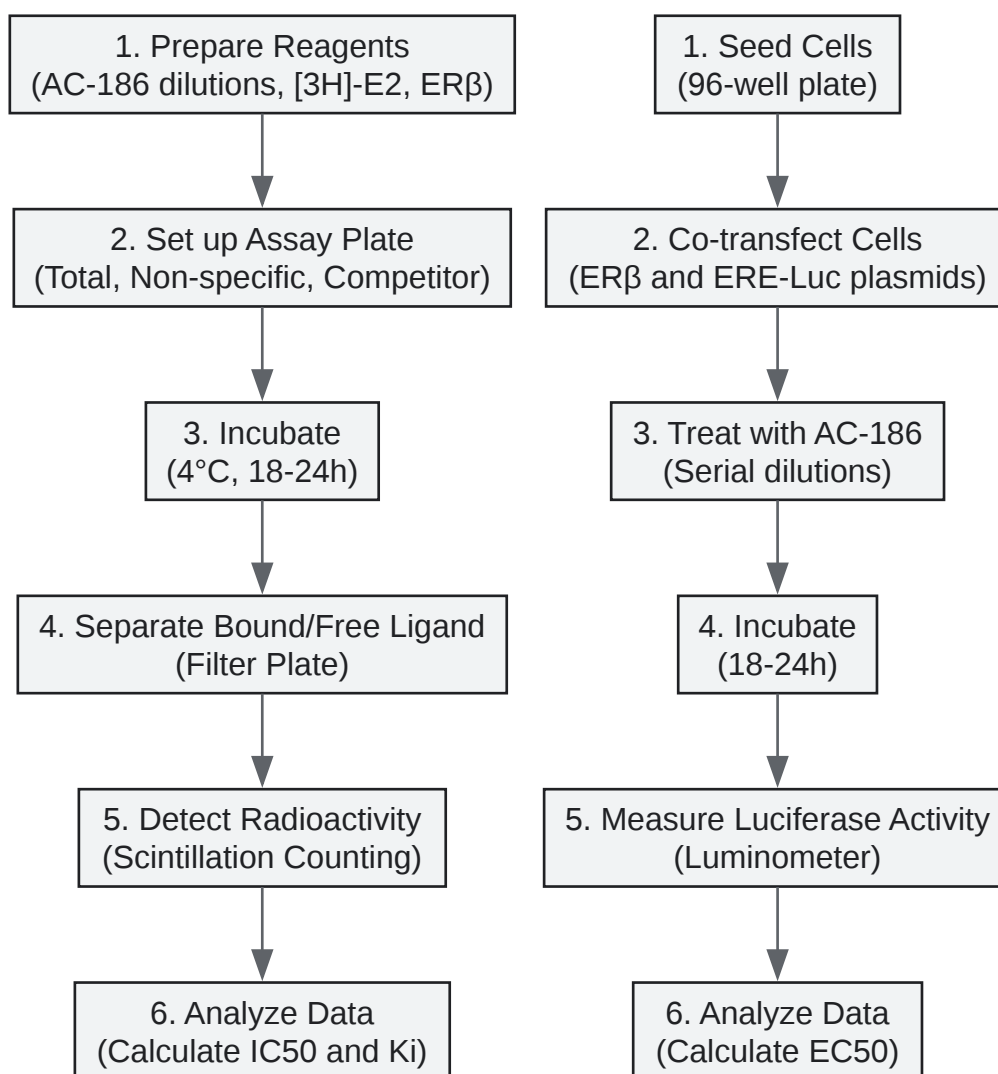 1. Prepare Reagents
(AC-186 dilutions, [3H]-E2, ERβ)
2. Set up Assay Plate
(Total, Non-specific, Competitor)
3. Incubate
(4°C, 18-24h)
4. Separate Bound/Free Ligand
(Filter Plate)
5. Detect Radioactivity
(Scintillation Counting)
6. Analyze Data
(Calculate IC50 and Ki)
1. Seed Cells
(96-well plate)
2. Co-transfect Cells
(ERβ and ERE-Luc plasmids)
3. Treat with AC-186
(Serial dilutions)
4. Incubate
(18-24h)
5. Measure Luciferase Activity
(Luminometer)
6. Analyze Data
(Calculate EC50)